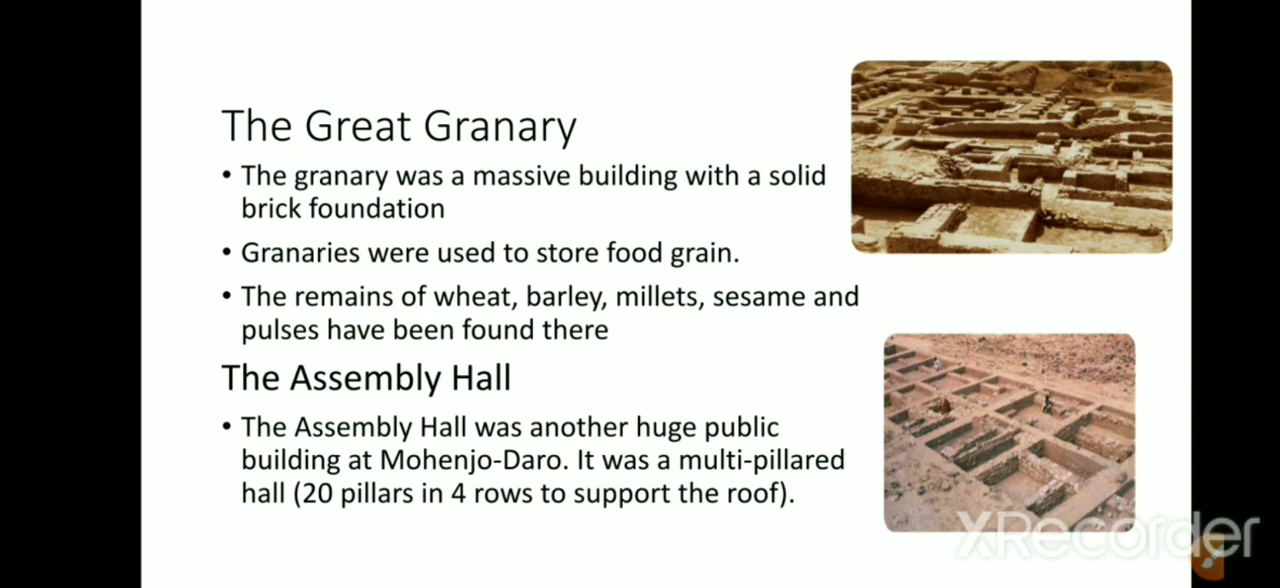 The Great Granary
• The granary was a massive building with a solid
brick foundation
• Granaries were used to store food grain.
• The remains of wheat, barley, millets, sesame and
pulses have been found there
The Assembly Hall
• The Assembly Hall was another huge public
building at Mohenjo-Daro. It was a multi-pillared
hall (20 pillars in 4 rows to support the roof).
XRecorder